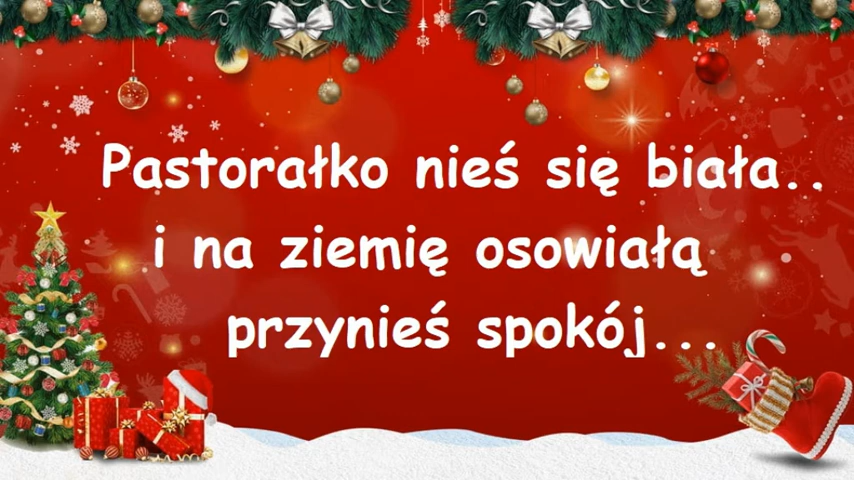 Pastorałko nieś się biała..
i na ziemię osowiałą
przynieś spokój...